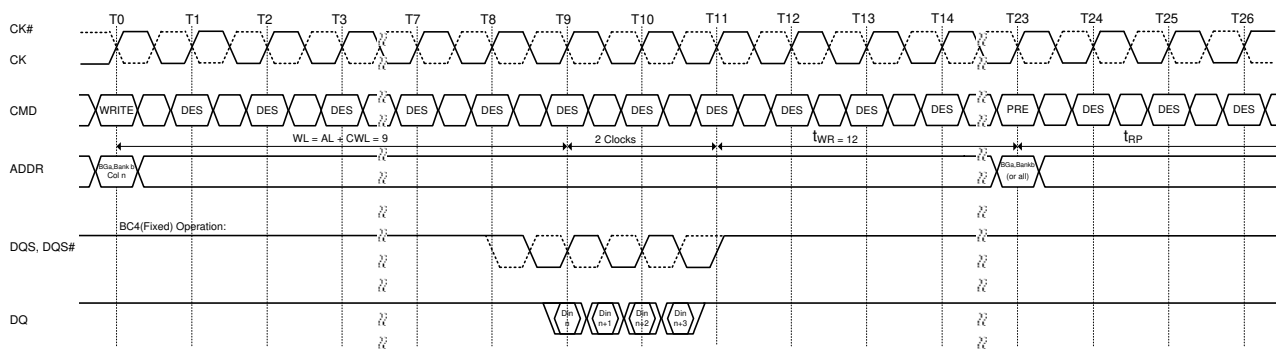 T0 T1 T2 T3 T7 T8 T9 T10 T11 T12 T13 T14 T23 T24 T25 T26
CK#
CK
CMD WRITE DES DES DES DES DES DES DES DES DES DES DES PRE DES DES DES
WL = AL + CWL = 9 2 Clocks tWR = 12 tRP
ADDR
BGa,Bank b
Col n
BGa,Bankb
(or all)
BC4(Fixed) Operation:
DQS, DQS#
DQ
Din
n
Din
n+1
Din
n+2
Din
n+3